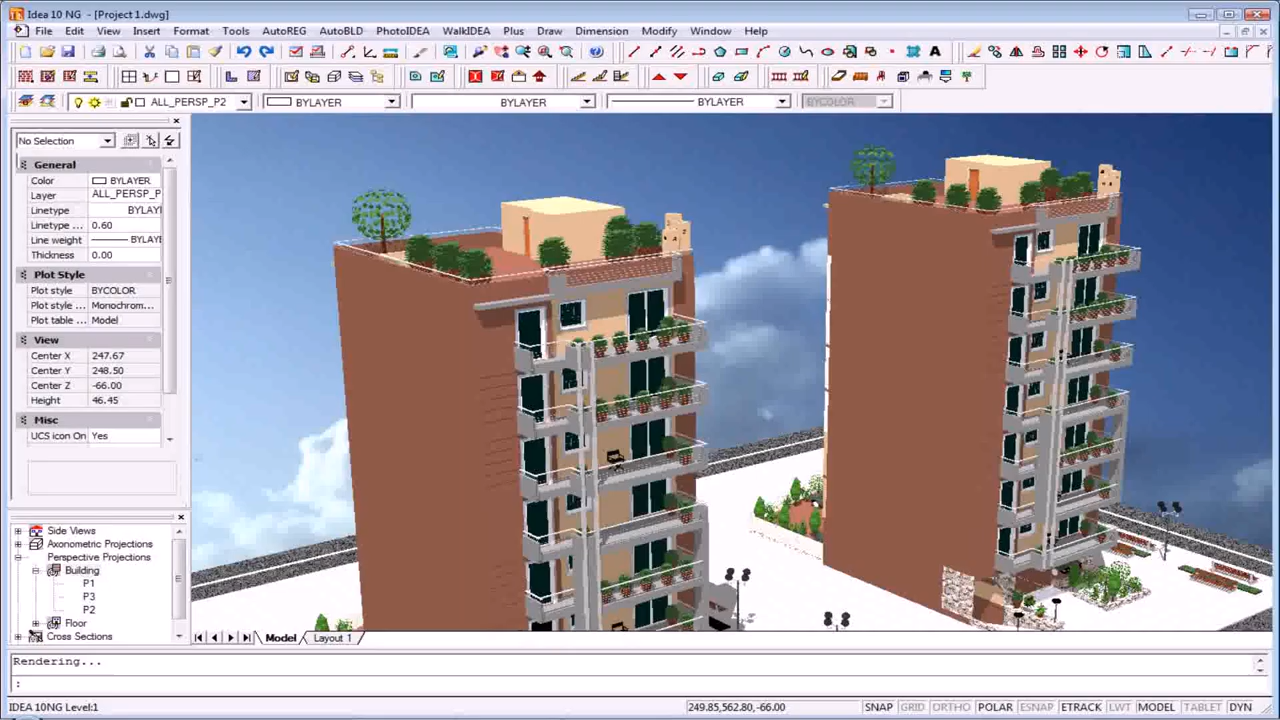 Idea 10 NG - [Project 1.dwg]
File Edit View Insert Format Tools AutoREG AutoBLD PhotoIDEA WalkIDEA Plus Draw Dimension Modify Window Help
ALL_PERSP_P2 BYLAYER BYLAYER BYLAYER BYCOLOR
No Selection
General
Color BYLAYER
Layer ALL_PERSP_P
Linetype BYLAYI
Linetype ... 0.60
Line weight BYLAYE
Thickness 0.00
Plot Style
Plot style BYCOLOR
Plot style ... Monochrom...
Plot table ... Model
View
Center X 247.67
Center Y 248.50
Center Z -66.00
Height 46.45
Misc
UCS icon On Yes
Side Views
Axonometric Projections
Perspective Projections
Building
P1
P3
P2
Floor
Cross Sections
Model Layout 1
Rendering...
:
IDEA 10NG Level:1 249.85,562.80,-66.00 SNAP GRID ORTHO POLAR ESNAP ETRACK LWT MODEL TABLET DYN